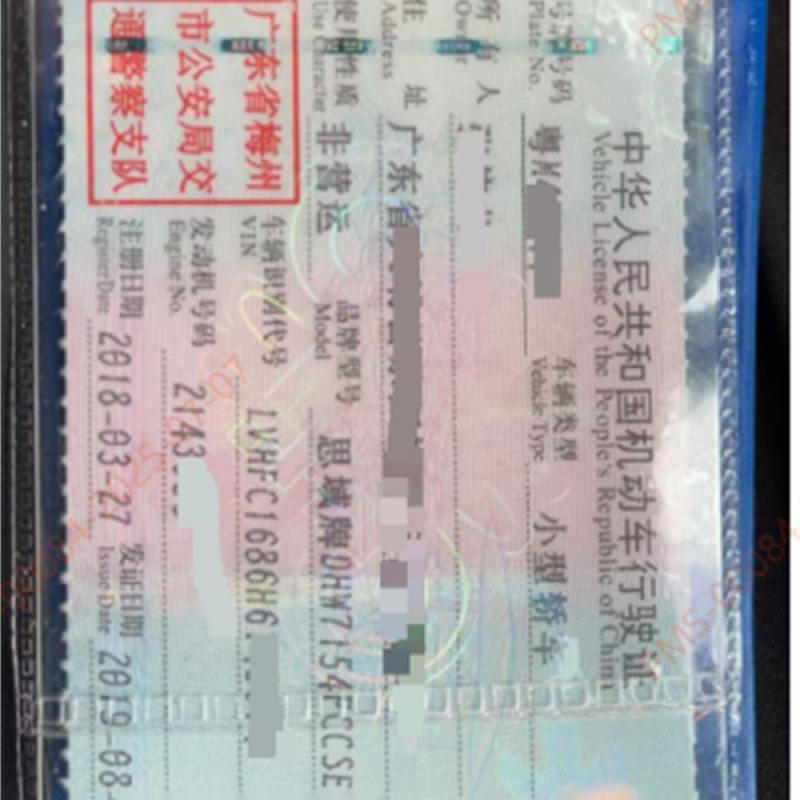 中华人民共和国机动车行驶证
Vehicle License of the People's Republic of China
号牌号码 粤M 车辆类型 小型轿车
Plate No. Vehicle Type
所有人
Owner
住址 广东省
Address
使用性质 非营运 品牌型号 思域牌DHW7154FCCSE
Use Character Model
广东省梅州
市公安局交
通警察支队
车辆识别代号 LVHFC1686H6
VIN
发动机号码 2143
Engine No.
注册日期 2018-03-27 发证日期 2019-08-
Register Date Issue Date